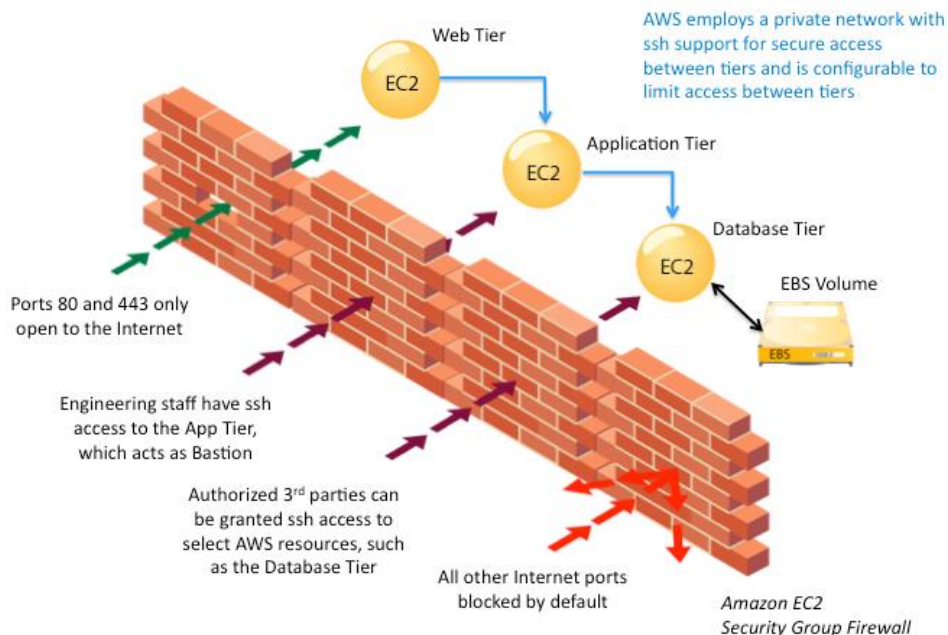 Web Tier
AWS employs a private network with
ssh support for secure access
between tiers and is configurable to
limit access between tiers
EC2
Application Tier
EC2
Database Tier
EC2
EBS Volume
EBS
Ports 80 and 443 only
open to the Internet
Engineering staff have ssh
access to the App Tier,
which acts as Bastion
Authorized 3rd parties can
be granted ssh access to
select AWS resources, such
as the Database Tier
All other Internet ports
blocked by default
Amazon EC2
Security Group Firewall